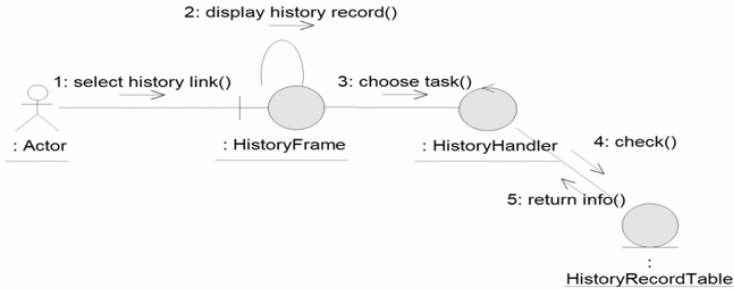 2: display history record()
1: select history link()
3: choose task()
: Actor
: HistoryFrame
: HistoryHandler
4: check()
5: return info()
:
HistoryRecordTable